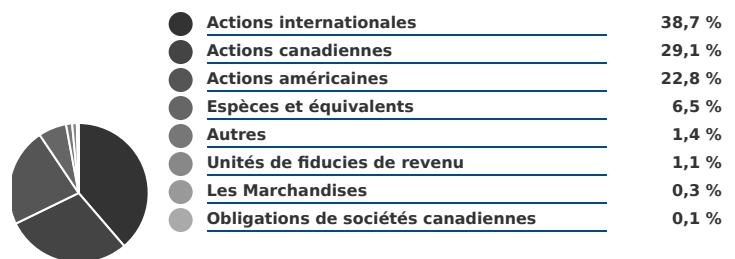 Actions internationales 38,7 %
Actions canadiennes 29,1 %
Actions américaines 22,8 %
Espèces et équivalents 6,5 %
Autres 1,4 %
Unités de fiducies de revenu 1,1 %
Les Marchandises 0,3 %
Obligations de sociétés canadiennes 0,1 %